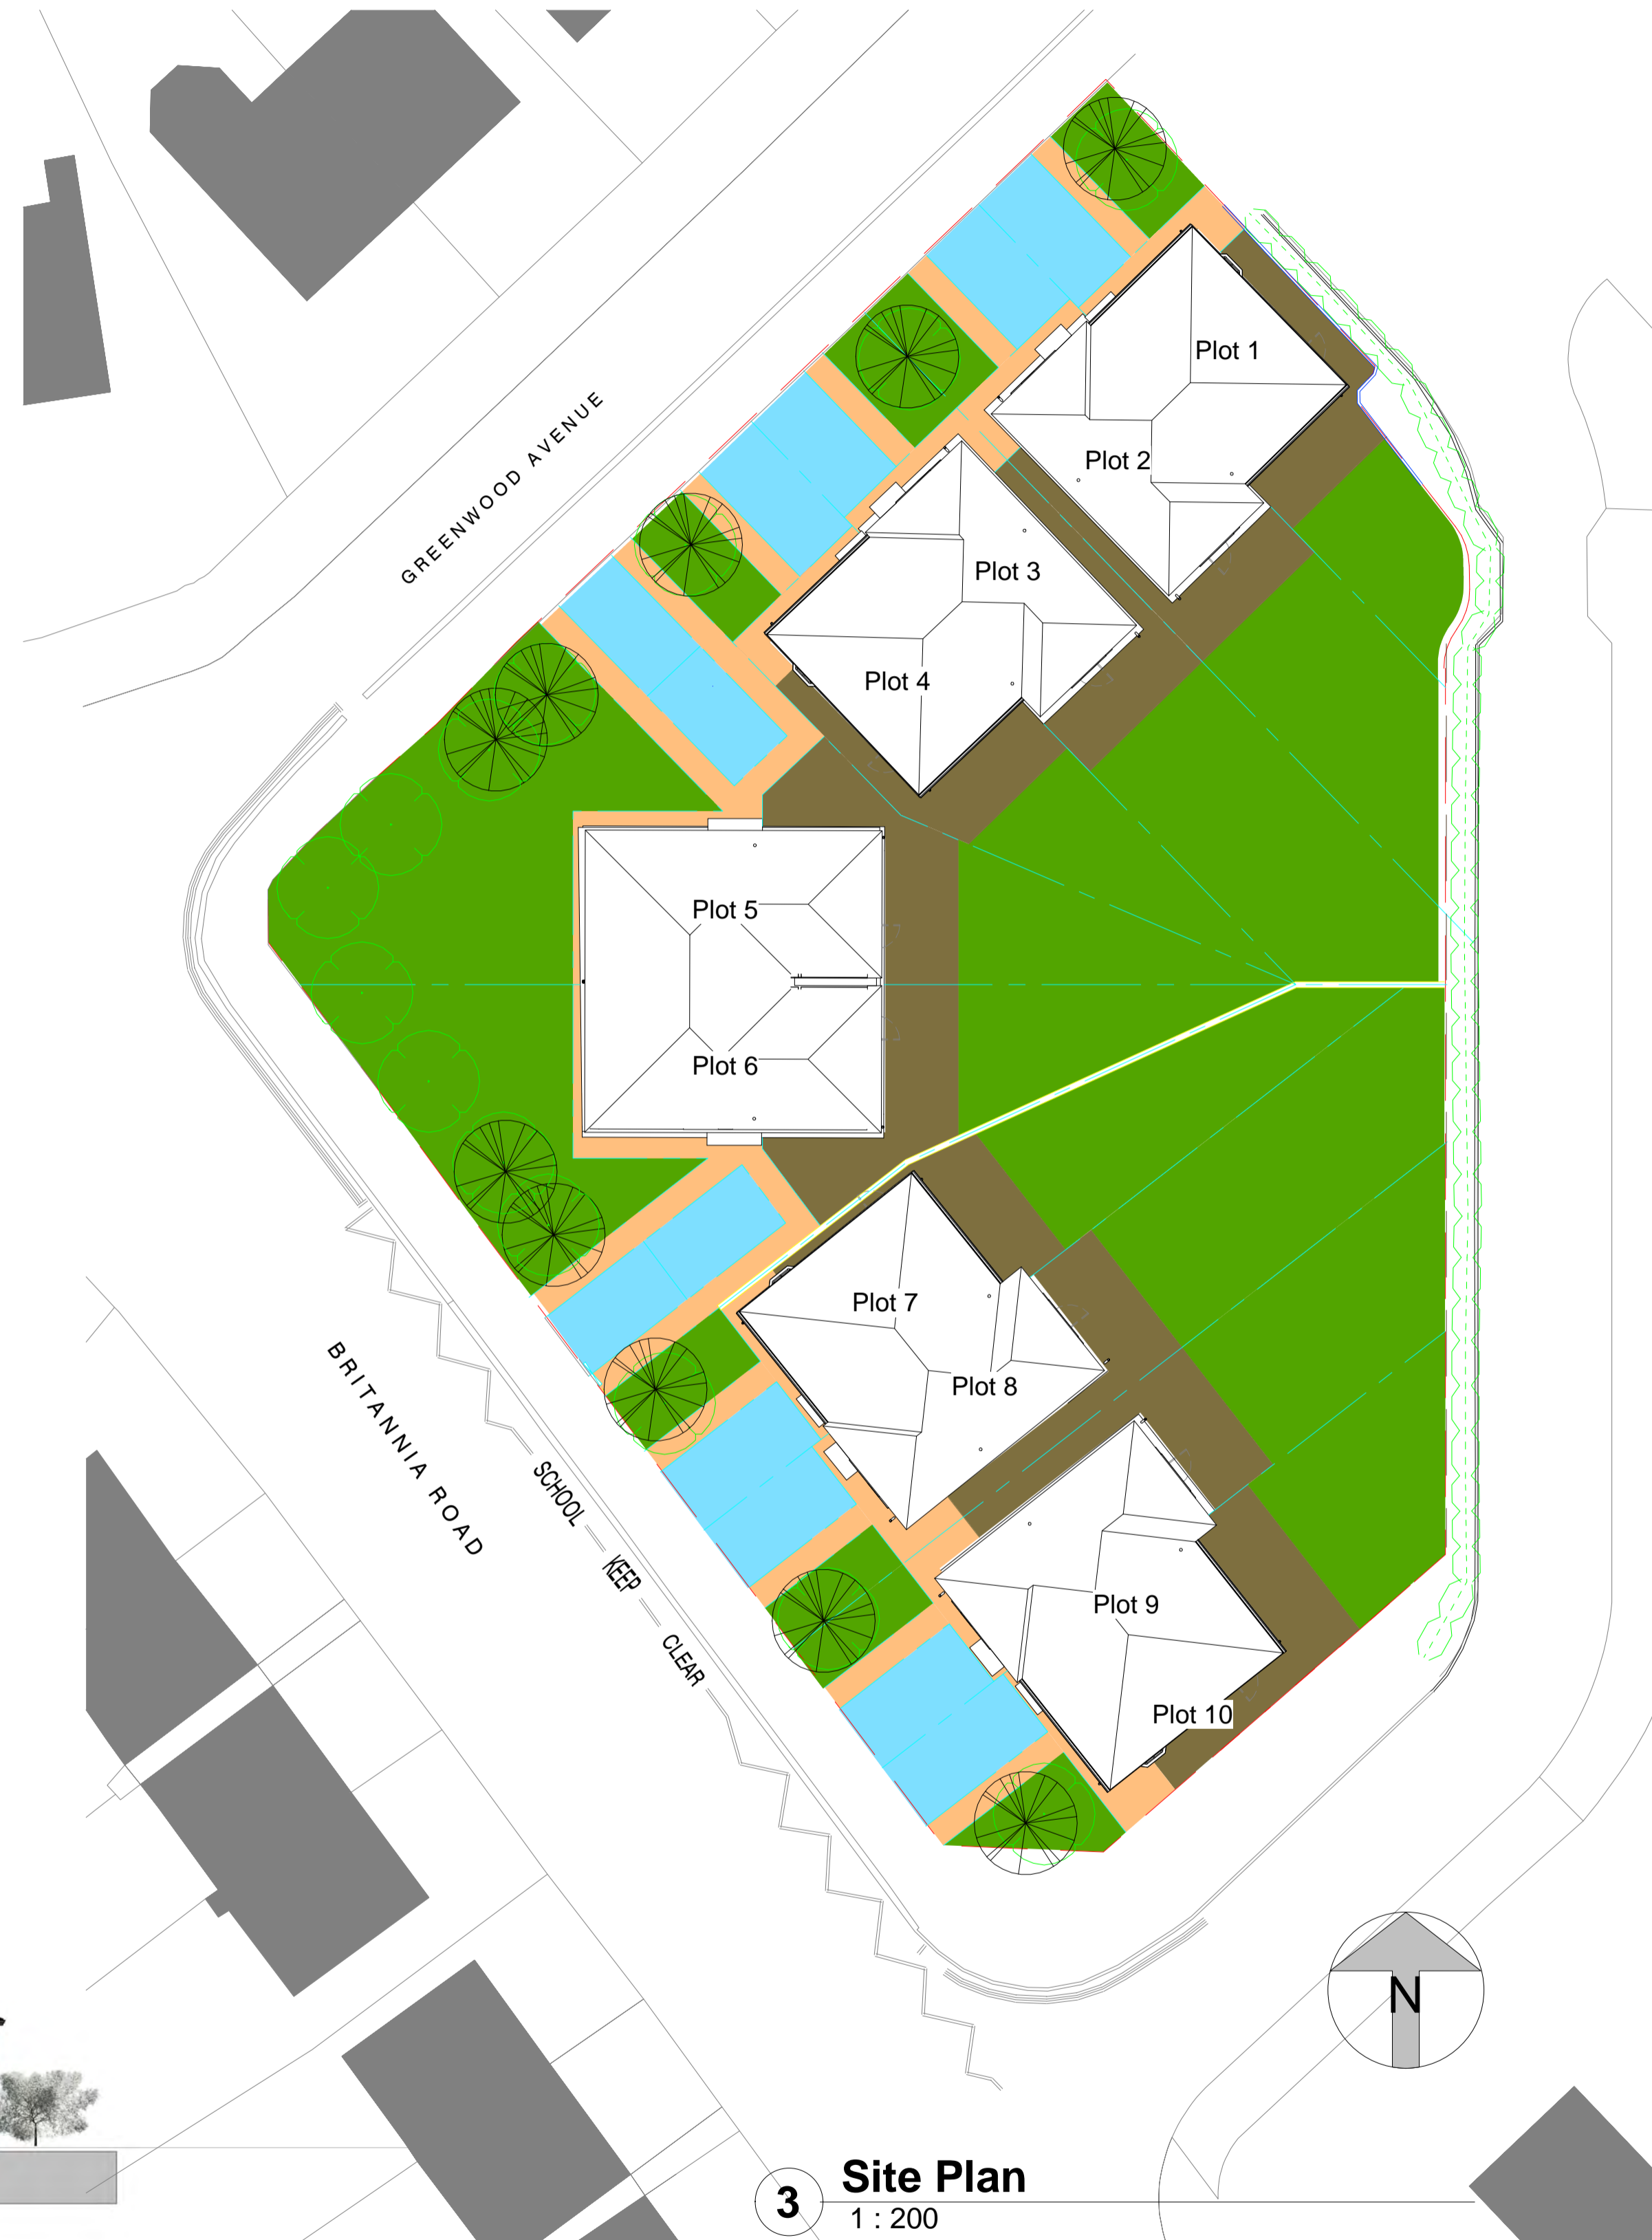 Plot 1
GREENWOOD AVENUE
Plot 2
Plot 3
Plot 4
Plot 5
Plot 6
Plot 7
BRITANNIA ROAD
Plot 8
SCHOOL
KEEP
CLEAR
Plot 9
Plot 10
N
3
Site Plan
1 : 200